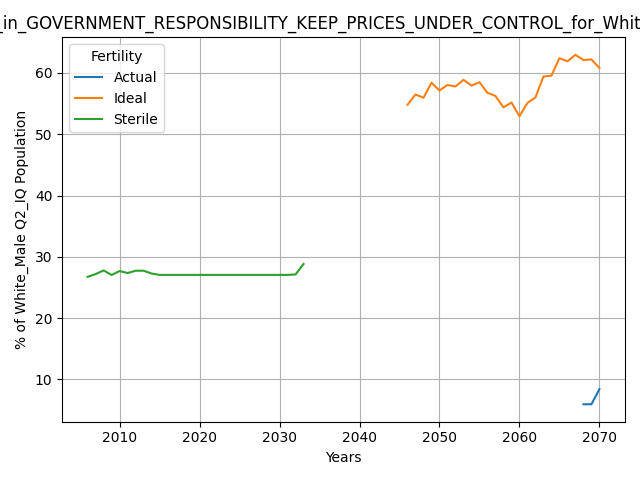 _in_GOVERNMENT_RESPONSIBILITY_KEEP_PRICES_UNDER_CONTROL_for_Whit
Fertility
Actual
Ideal
Sterile
% of White_Male Q2_IQ Population
60
50
40
30
20
10
2010 2020 2030 2040 2050 2060 2070
Years